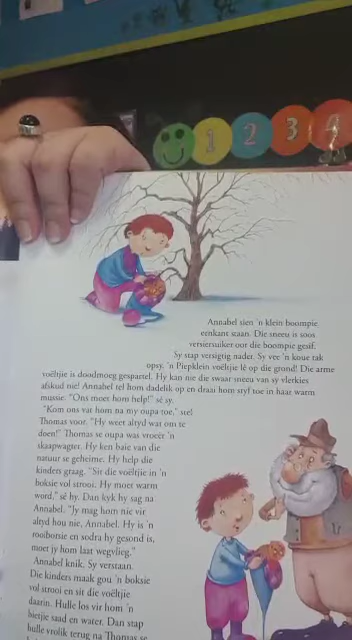 1 2 3 4
Annabel sien 'n klein boompie
eenkant staan. Die sneeu is soos
versiersuiker oor die boompie gesif.
Sy stap versigtig nader. Sy vee 'n koue tak
opsy. 'n Piepklein voëltjie lê op die grond! Die arme
voëltjie is doodmoeg gespartel. Hy kan nie die swaar sneeu van sy vlerkies
afskud nie! Annabel tel hom dadelik op en draai hom styf toe in haar warm
mussie. "Ons moet hom help!" sê sy.
"Kom ons vat hom na my oupa toe," stel
Thomas voor. "Hy weet altyd wat om te
doen!" Thomas se oupa was vroeër 'n
skaapwagter. Hy ken baie van die
natuur se geheime. Hy help die
kinders graag. "Sit die voëltjie in 'n
boksie vol strooi. Hy moet warm
word," sê hy. Dan kyk hy sag na
Annabel. "Jy mag hom nie vir
altyd hou nie, Annabel. Hy is 'n
rooiborsie en sodra hy gesond is,
moet jy hom laat wegvlieg."
Annabel knik. Sy verstaan.
Die kinders maak gou 'n boksie
vol strooi en sit die voëltjie
daarin. Hulle los vir hom 'n
bietjie saad en water. Dan stap
hulle vrolik terug na Thomas se